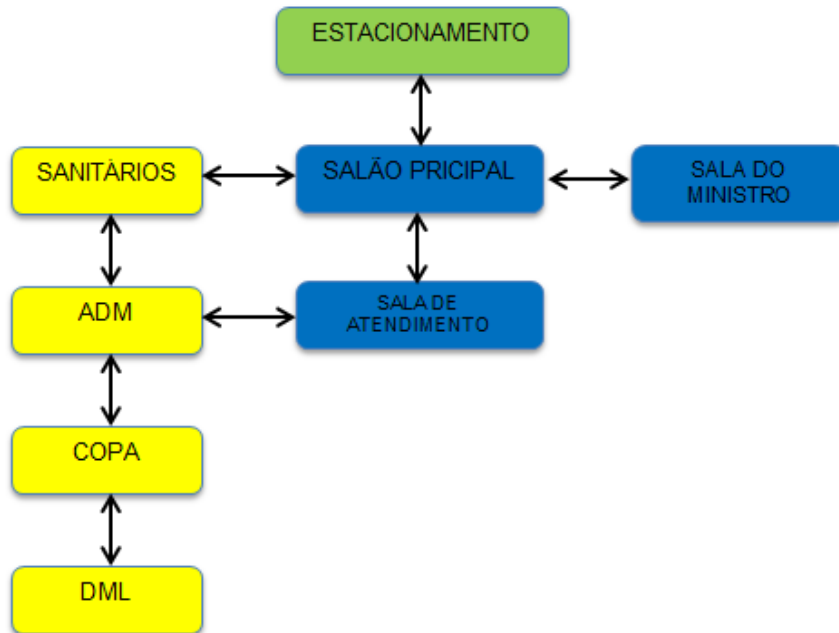 ESTACIONAMENTO
SANITÀRIOS
SALÃO PRICIPAL
SALA DO
MINISTRO
ADM
SALA DE
ATENDIMENTO
COPA
DML